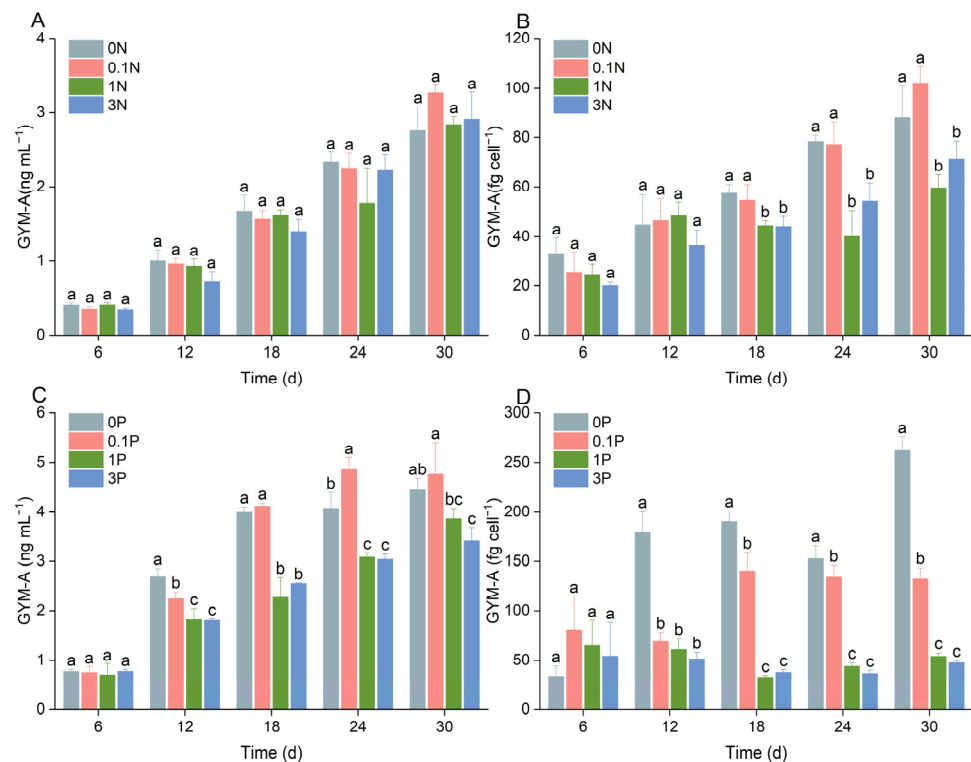 A
4
3
2
1
0
GYM-A(ng mL⁻¹)
0N
0.1N
1N
3N
a a a a
a a a a
a a a a
a a a a
a a a a
6 12 18 24 30
Time (d)
B
120
100
80
60
40
20
0
GYM-A(fg cell⁻¹)
0N
0.1N
1N
3N
a a a a
a a a a
a a b b
a a b b
a a b b
6 12 18 24 30
Time (d)
C
6
5
4
3
2
1
0
GYM-A (ng mL⁻¹)
0P
0.1P
1P
3P
a a a a
a b c c
a a b b
b a c c
ab a bc c
6 12 18 24 30
Time (d)
D
300
250
200
150
100
50
0
GYM-A (fg cell⁻¹)
0P
0.1P
1P
3P
a a a a
a b b b
a b c c
a b c c
a b c c
6 12 18 24 30
Time (d)